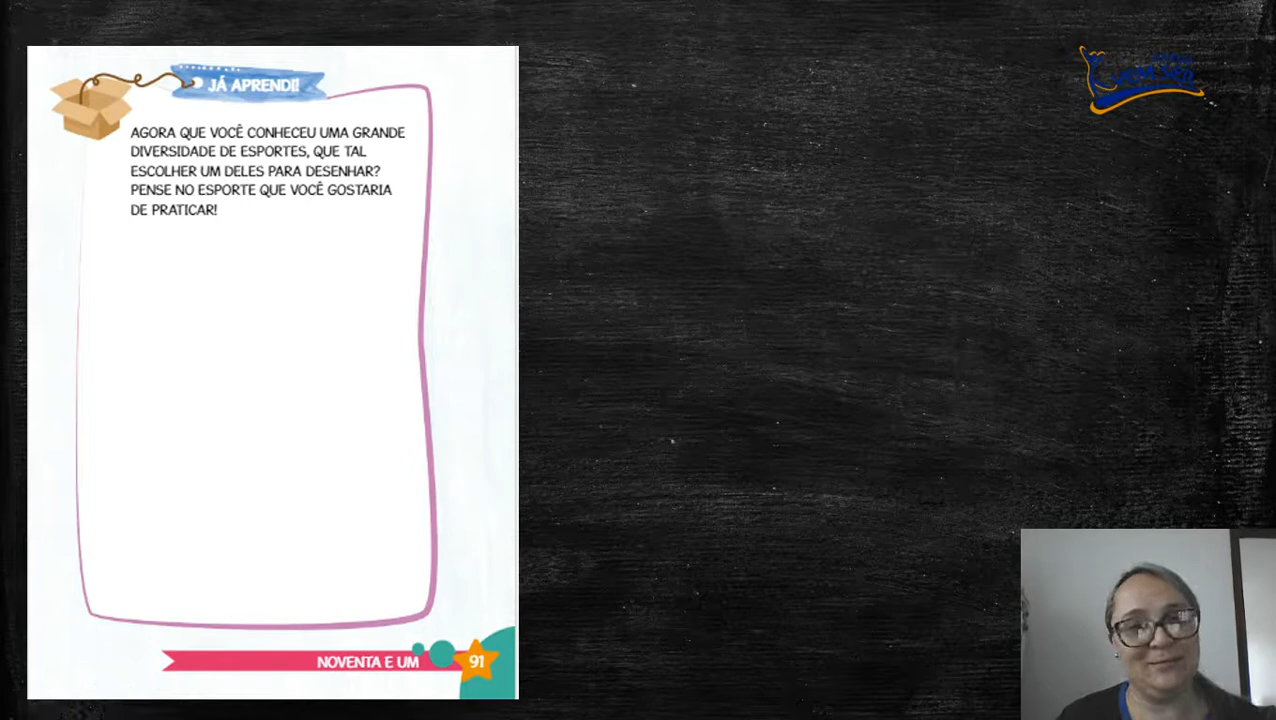 JÁ APRENDI!
AGORA QUE VOCÊ CONHECEU UMA GRANDE
DIVERSIDADE DE ESPORTES, QUE TAL
ESCOLHER UM DELES PARA DESENHAR?
PENSE NO ESPORTE QUE VOCÊ GOSTARIA
DE PRATICAR!
NOVENTA E UM
91